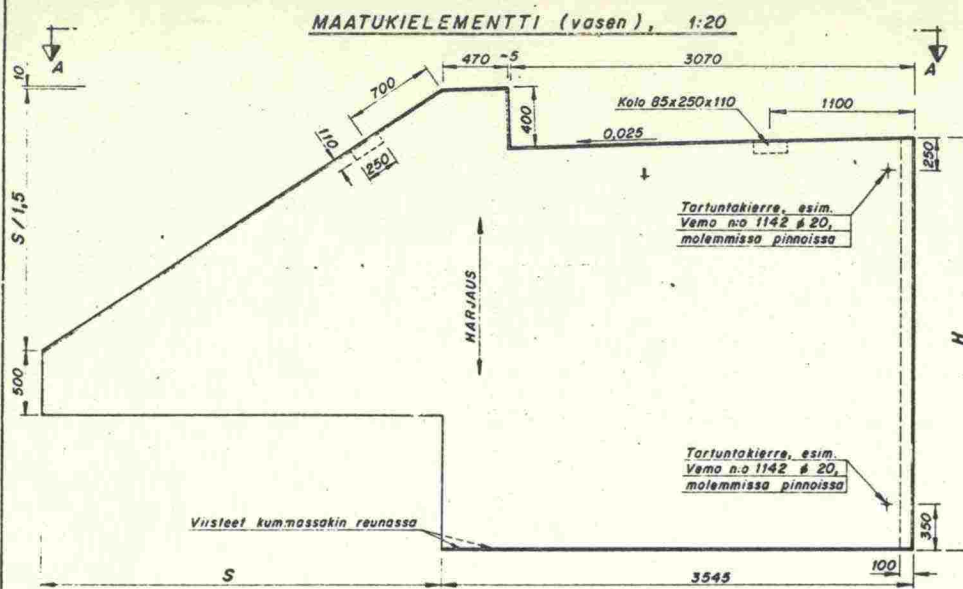 MAATUKIELEMENTTI (vasen), 1:20
A
A
10
470
~5
3070
700
110
250
400
Kolo 85x250x110
1100
0,025
250
S/1,5
Tartuntakierre, esim.
Vemo n:o 1142 ø 20,
molemmissa pinnoissa
HARJAUS
H
500
Tartuntakierre, esim.
Vemo n:o 1142 ø 20,
molemmissa pinnoissa
Viisteet kummassakin reunassa
350
100
S
3545